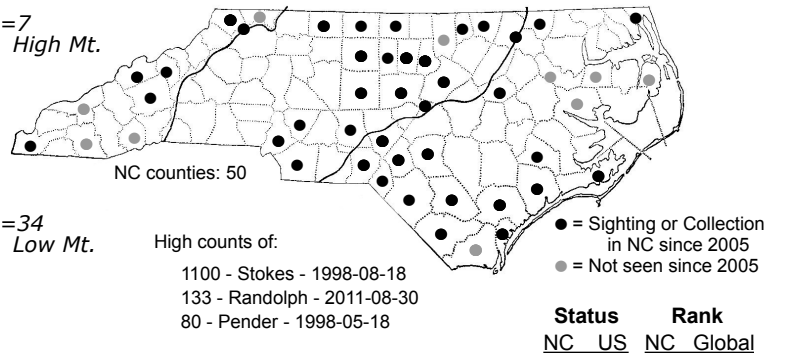 =7
High Mt.
NC counties: 50
=34
Low Mt.
High counts of:
1100 - Stokes - 1998-08-18
133 - Randolph - 2011-08-30
80 - Pender - 1998-05-18
= Sighting or Collection
in NC since 2005
= Not seen since 2005
Status Rank
NC US NC Global